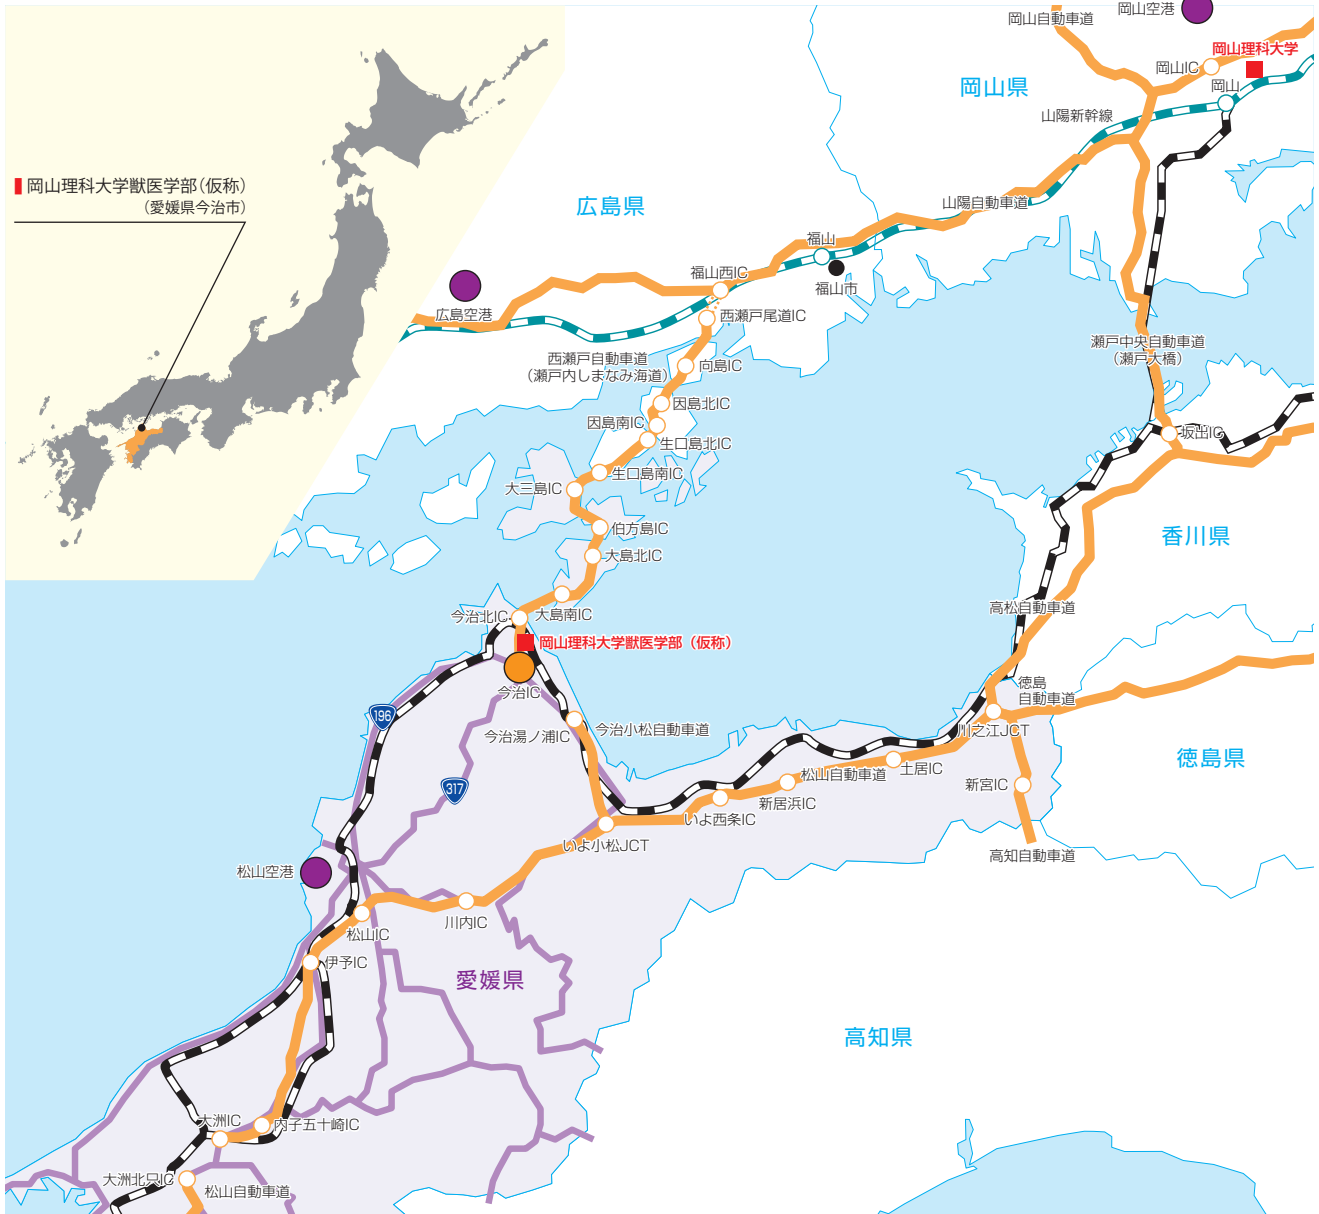 岡山空港
岡山自動車道
岡山理科大学
岡山IC
岡山
岡山県
山陽新幹線
岡山理科大学獣医学部（仮称）
（愛媛県今治市）
広島県
山陽自動車道
福山
福山西IC
福山市
広島空港
西瀬戸尾道IC
瀬戸中央自動車道
（瀬戸大橋）
西瀬戸自動車道
（瀬戸内しまなみ海道）
向島IC
因島北IC
因島南IC
生口島北IC
坂出IC
生口島南IC
大三島IC
伯方島IC
香川県
大島北IC
高松自動車道
今治北IC
大島南IC
岡山理科大学獣医学部（仮称）
今治IC
徳島
自動車道
196
今治湯ノ浦IC
今治小松自動車道
川之江JCT
徳島県
土居IC
松山自動車道
新宮IC
317
新居浜IC
いよ西条IC
いよ小松JCT
高知自動車道
松山空港
川内IC
松山IC
伊予IC
愛媛県
高知県
大洲IC
内子五十崎IC
大洲北只IC
松山自動車道